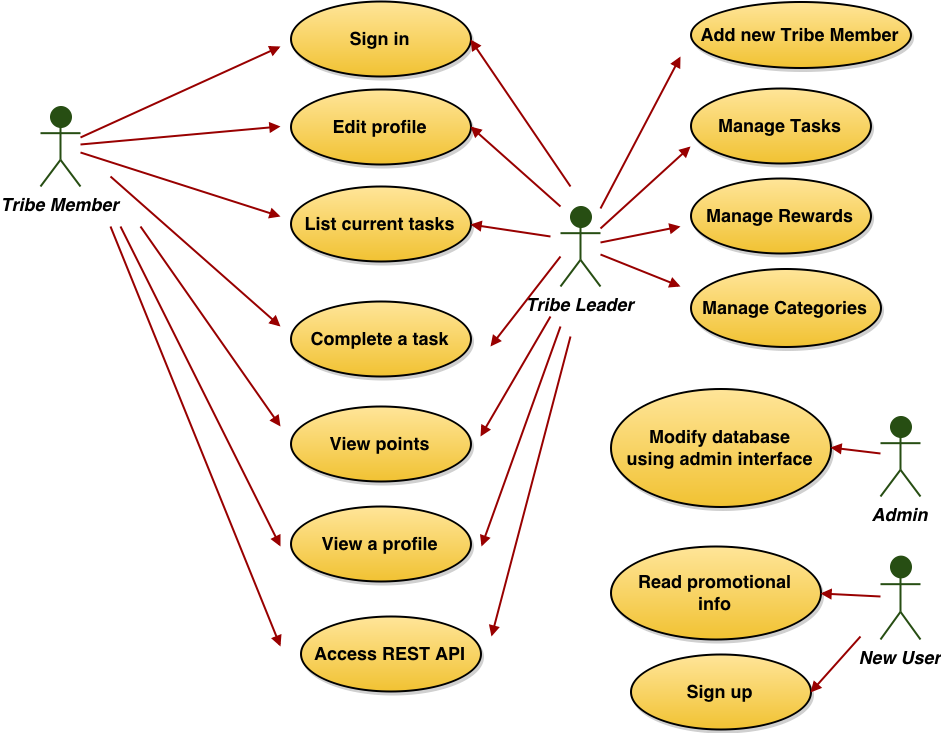 Sign in
Add new Tribe Member
Edit profile
Manage Tasks
Tribe Member
List current tasks
Manage Rewards
Tribe Leader
Manage Categories
Complete a task
View points
Modify database
using admin interface
Admin
View a profile
Read promotional
info
Access REST API
New User
Sign up